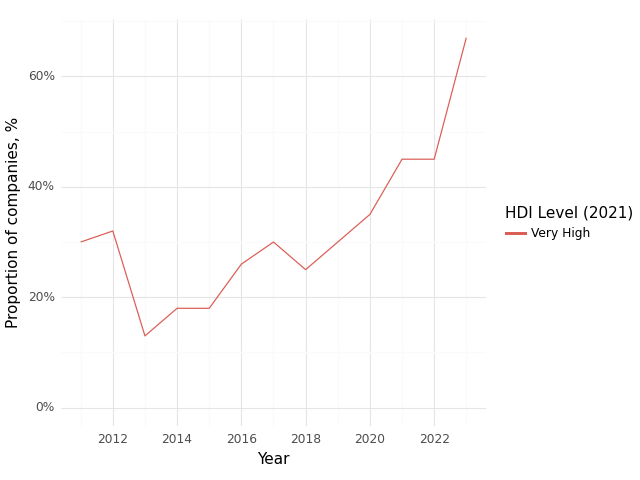 60%
40%
20%
0%
Proportion of companies, %
2012 2014 2016 2018 2020 2022
Year
HDI Level (2021)
Very High